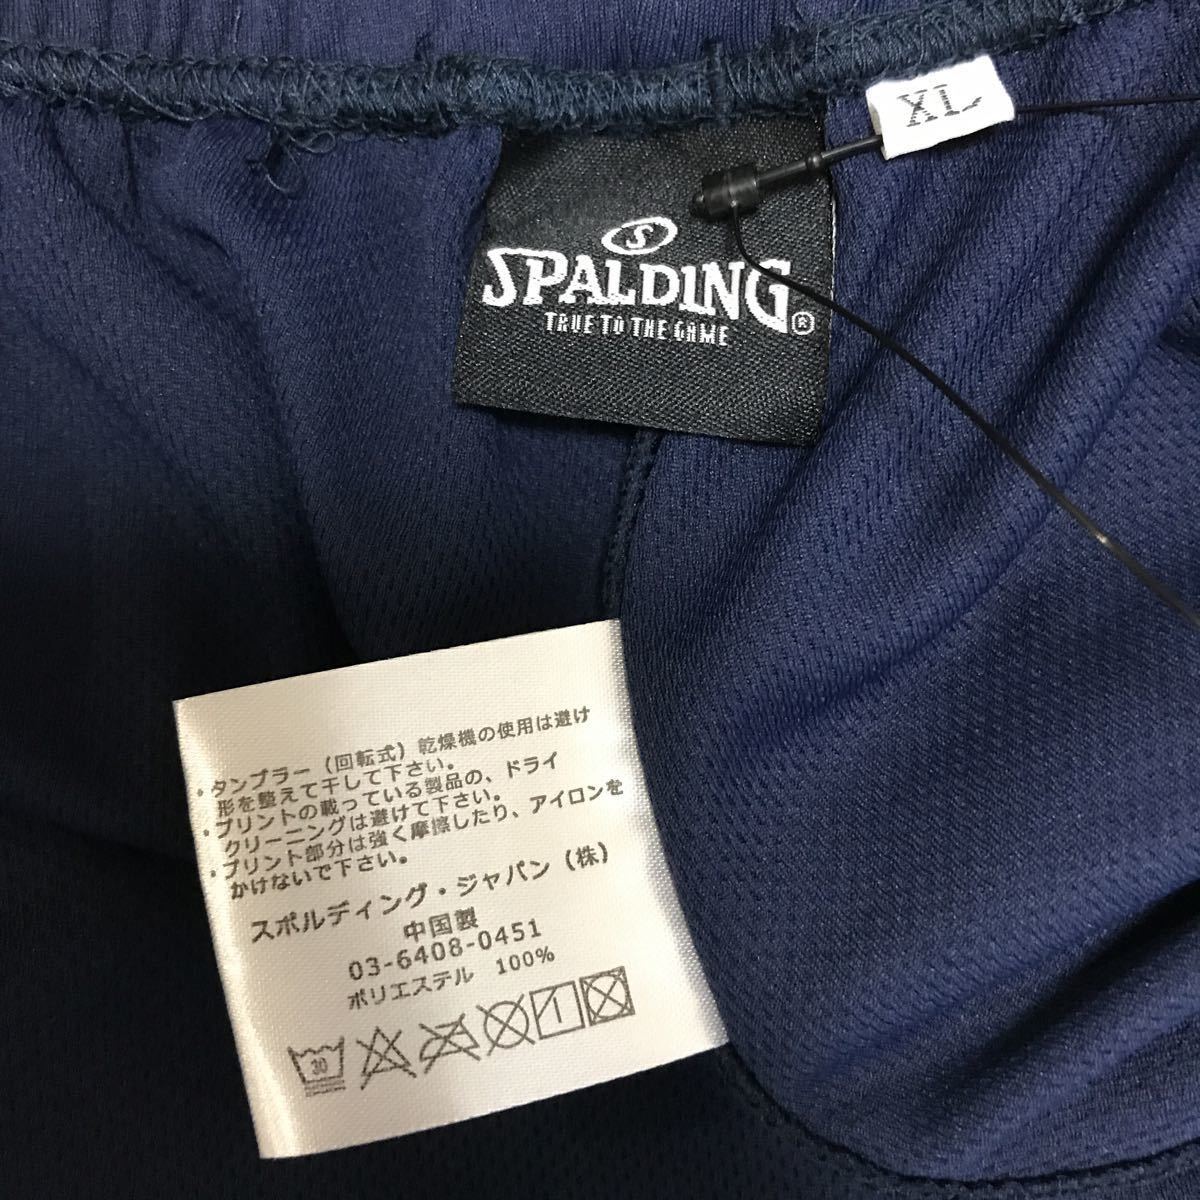 XL
S
SPALDING®
TRUE TO THE GAME
・タンブラー（回転式）乾燥機の使用は避け
形を整えて干して下さい。
・プリントの載っている製品の、ドライ
クリーニングは避けて下さい。
・プリント部分は強く摩擦したり、アイロンを
かけないで下さい。
スポルディング・ジャパン（株）
中国製
03-6408-0451
ポリエステル 100%
30